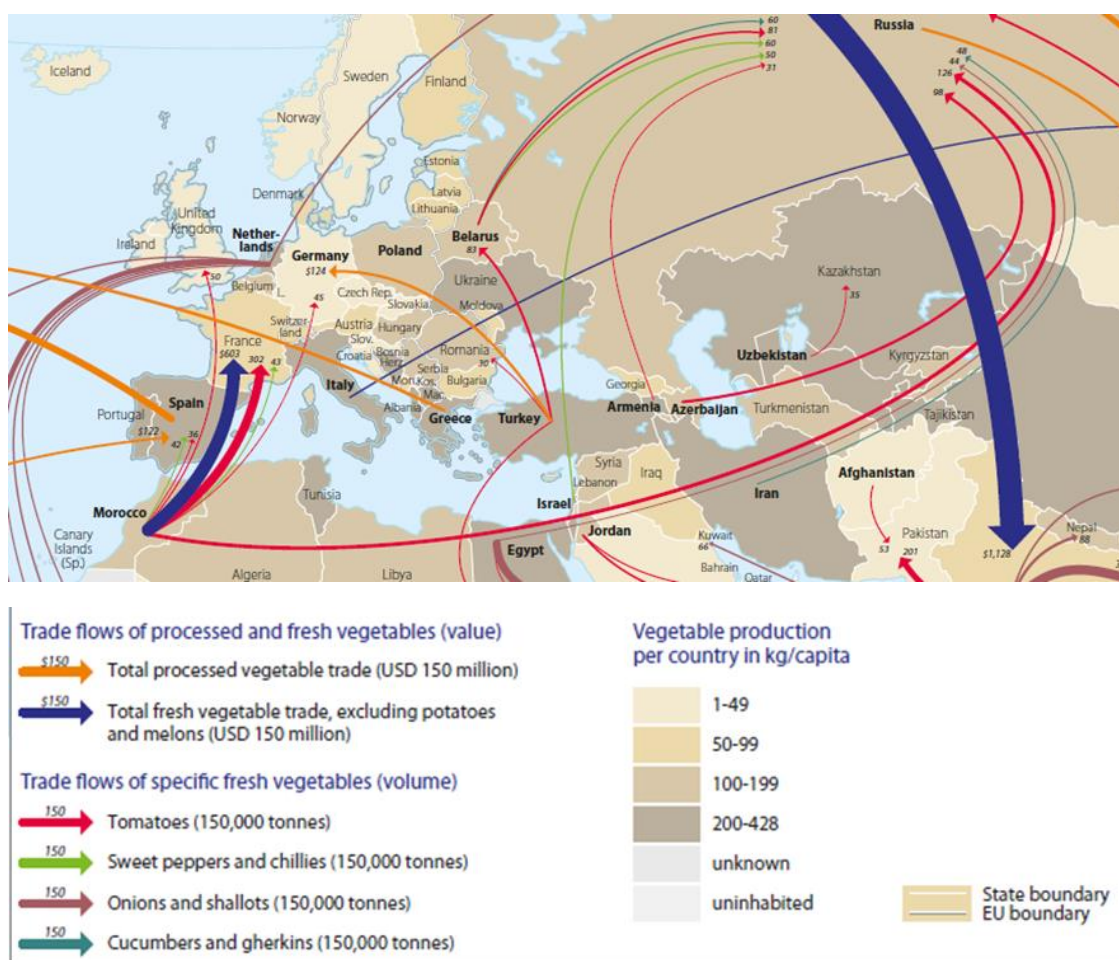 60
81
60
50
31
Russia
48
44
126
98
Iceland
Sweden
Finland
Norway
Estonia
Latvia
Lithuania
Denmark
United
Kingdom
Ireland
Nether-
lands
Germany
$124
Poland
Belarus
83
50
Belgium
L.
45
Czech Rep.
Slovakia
Ukraine
Moldova
Kazakhstan
35
France
$603
302
43
Switzer-
land
Austria
Slov.
Hungary
Croatia
Bosnia
Herz.
Romania
30
Serbia
Kos.
Mon.
Mac.
Bulgaria
Albania
Italy
Greece
Turkey
Georgia
Armenia
Azerbaijan
Uzbekistan
Kyrgyzstan
Turkmenistan
Tajikistan
Portugal
Spain
$122
42
36
Morocco
Canary
Islands
(Sp.)
Algeria
Tunisia
Libya
Egypt
Israel
Lebanon
Syria
Iraq
Jordan
Kuwait
66
Bahrain
Qatar
Iran
Afghanistan
Pakistan
53
201
$1,128
Nepal
88
Trade flows of processed and fresh vegetables (value)
$150 Total processed vegetable trade (USD 150 million)
$150 Total fresh vegetable trade, excluding potatoes
and melons (USD 150 million)
Trade flows of specific fresh vegetables (volume)
150 Tomatoes (150,000 tonnes)
150 Sweet peppers and chillies (150,000 tonnes)
150 Onions and shallots (150,000 tonnes)
150 Cucumbers and gherkins (150,000 tonnes)
Vegetable production
per country in kg/capita
1-49
50-99
100-199
200-428
unknown
uninhabited
State boundary
EU boundary